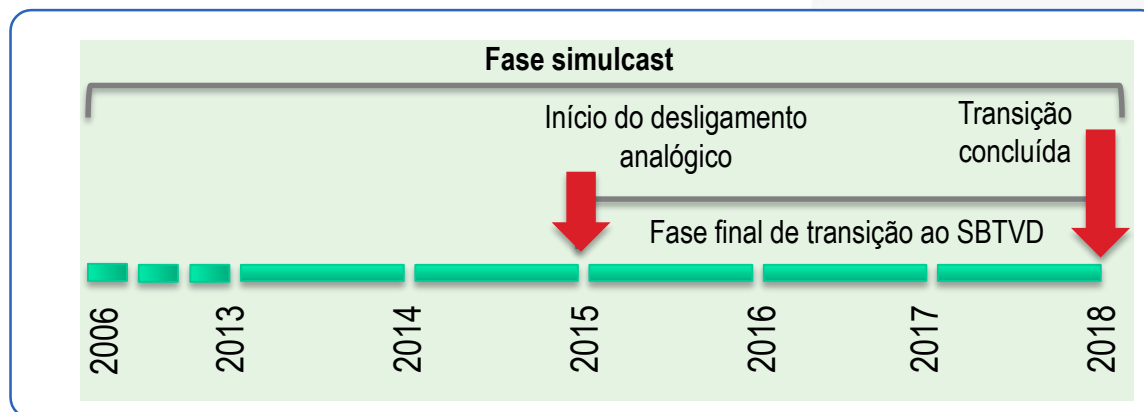 Fase simulcast
Início do desligamento
analógico
Transição
concluída
Fase final de transição ao SBTVD
2006
2013
2014
2015
2016
2017
2018